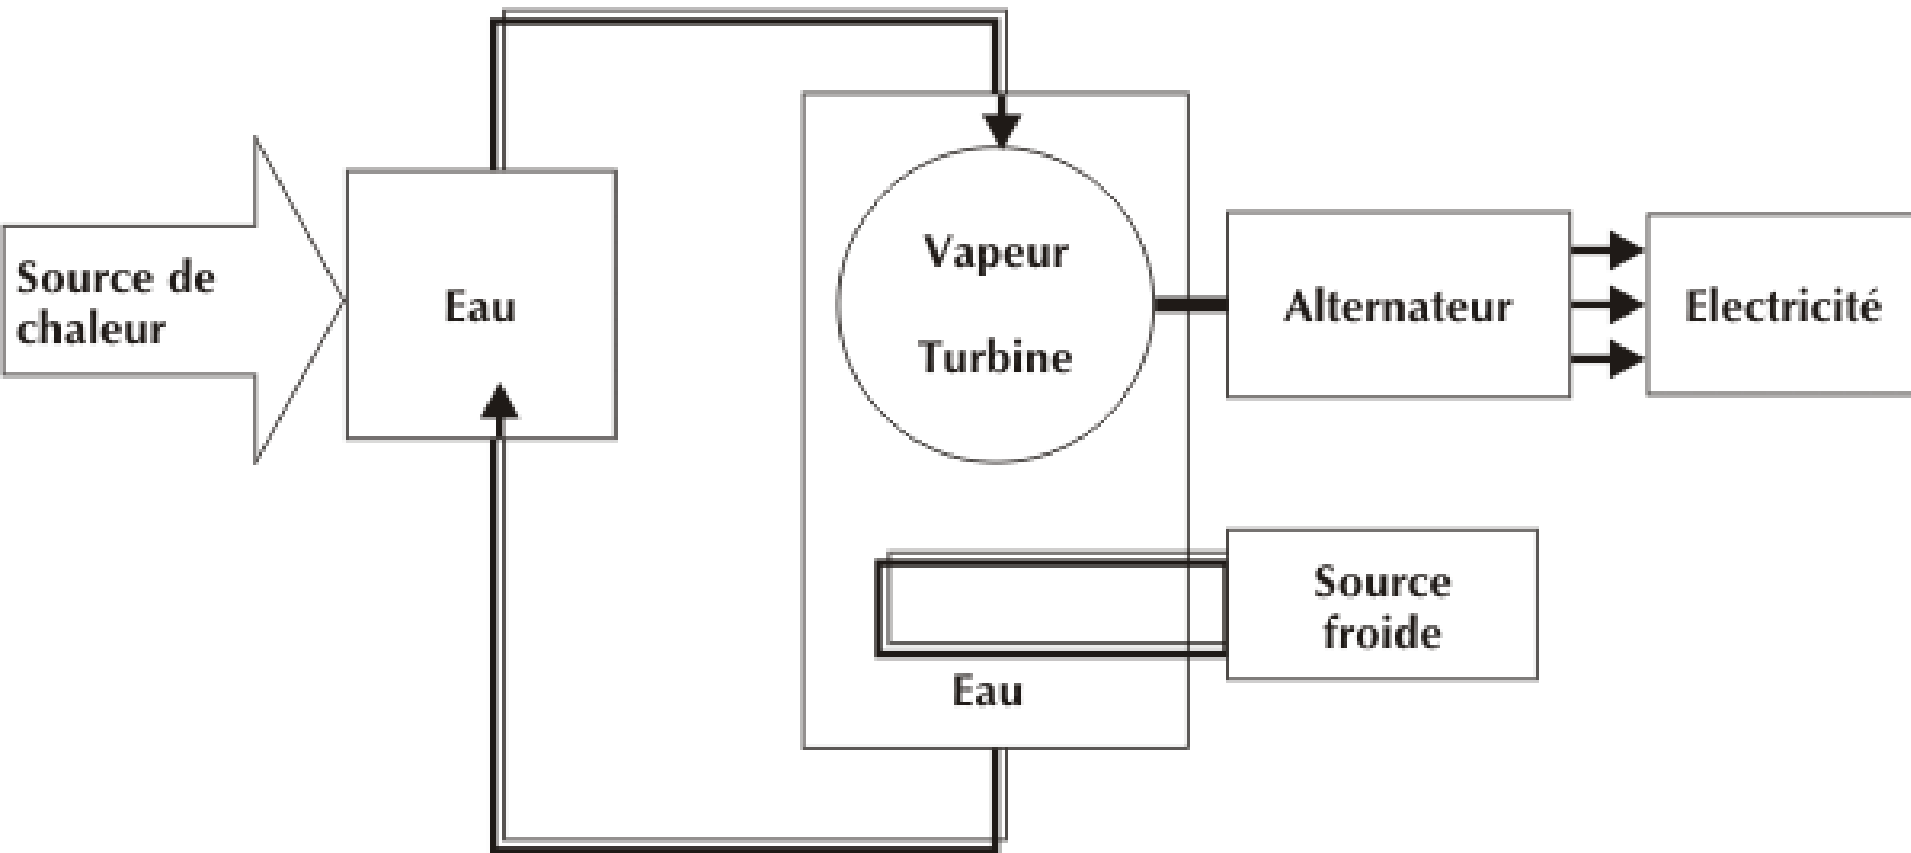 Source de
chaleur
Eau
Vapeur
Turbine
Alternateur
Electricité
Source
froide
Eau